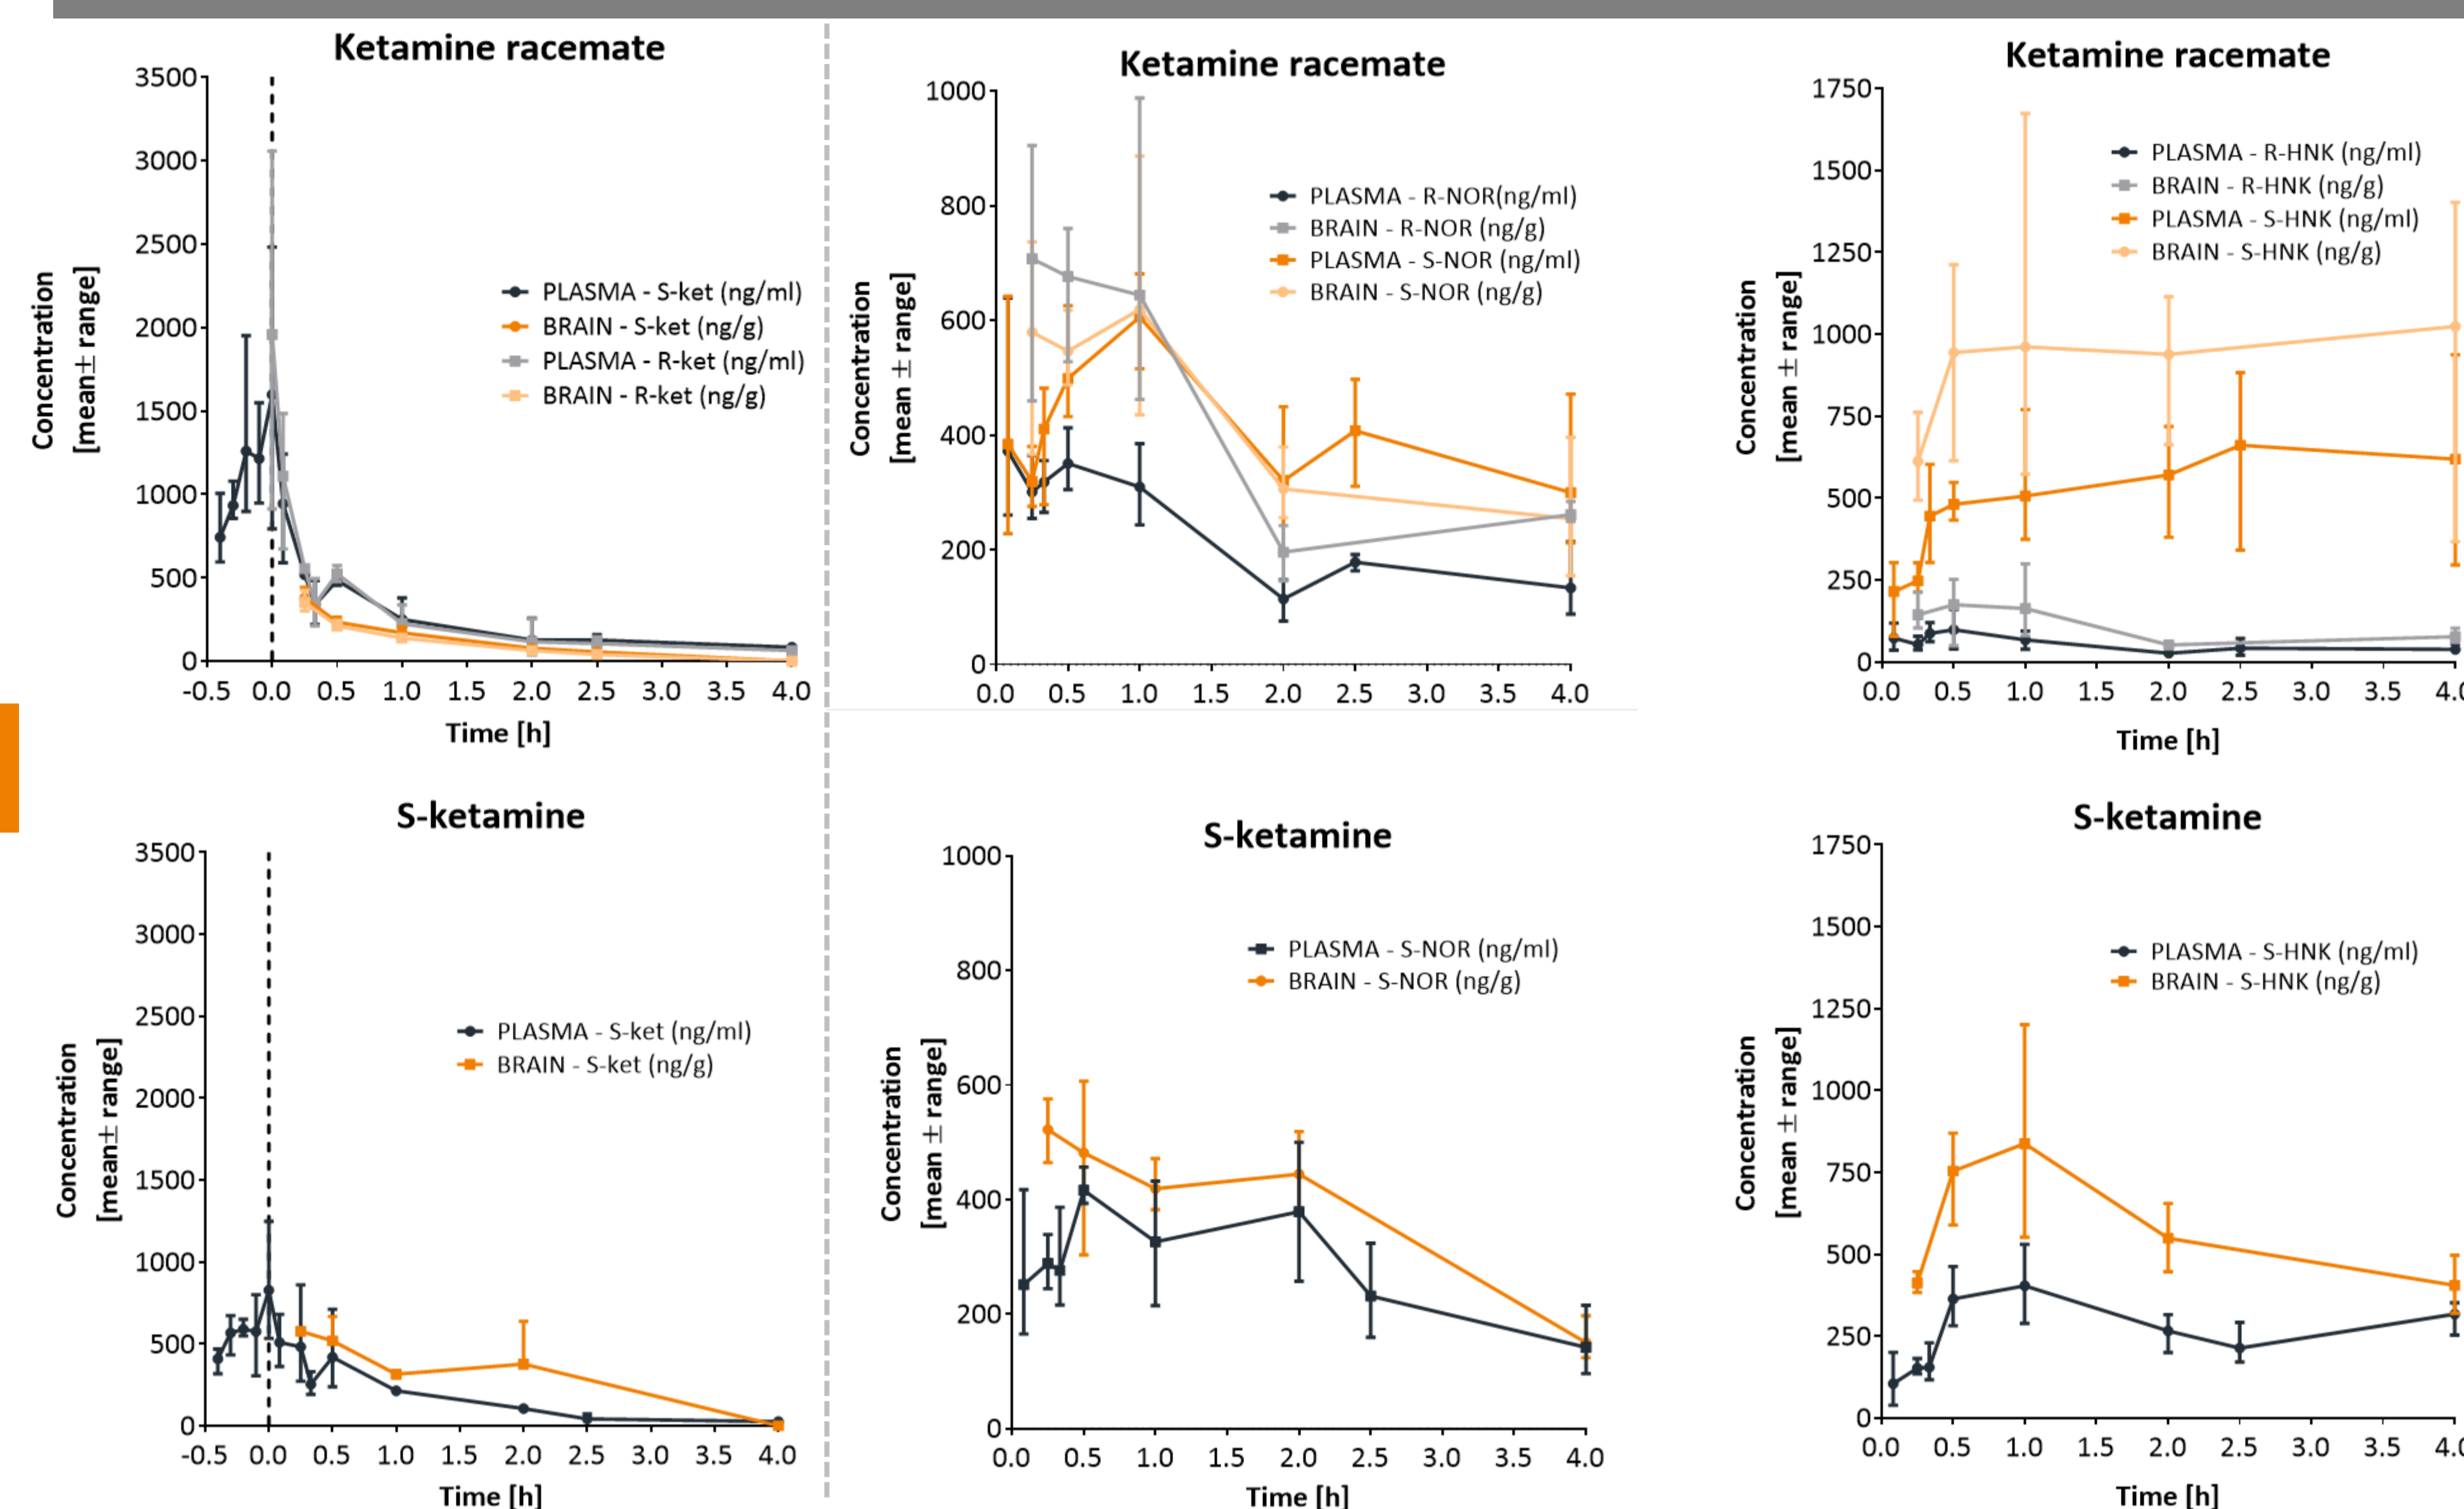 Ketamine racemate
3500
3000
2500
2000
1500
1000
500
0
-0.5 0.0 0.5 1.0 1.5 2.0 2.5 3.0 3.5 4.0
Time [h]
Concentration
[mean± range]
PLASMA - S-ket (ng/ml)
BRAIN - S-ket (ng/g)
PLASMA - R-ket (ng/ml)
BRAIN - R-ket (ng/g)
Ketamine racemate
1000
800
600
400
200
0
0.0 0.5 1.0 1.5 2.0 2.5 3.0 3.5 4.0
Concentration
[mean ± range]
PLASMA - R-NOR(ng/ml)
BRAIN - R-NOR (ng/g)
PLASMA - S-NOR (ng/ml)
BRAIN - S-NOR (ng/g)
Ketamine racemate
1750
1500
1250
1000
750
500
250
0
0.0 0.5 1.0 1.5 2.0 2.5 3.0 3.5 4.0
Time [h]
Concentration
[mean ± range]
PLASMA - R-HNK (ng/ml)
BRAIN - R-HNK (ng/g)
PLASMA - S-HNK (ng/ml)
BRAIN - S-HNK (ng/g)
S-ketamine
3500
3000
2500
2000
1500
1000
500
0
-0.5 0.0 0.5 1.0 1.5 2.0 2.5 3.0 3.5 4.0
Time [h]
Concentration
[mean± range]
PLASMA - S-ket (ng/ml)
BRAIN - S-ket (ng/g)
S-ketamine
1000
800
600
400
200
0
0.0 0.5 1.0 1.5 2.0 2.5 3.0 3.5 4.0
Time [h]
Concentration
[mean ± range]
PLASMA - S-NOR (ng/ml)
BRAIN - S-NOR (ng/g)
S-ketamine
1750
1500
1250
1000
750
500
250
0
0.0 0.5 1.0 1.5 2.0 2.5 3.0 3.5 4.0
Time [h]
Concentration
[mean ± range]
PLASMA - S-HNK (ng/ml)
BRAIN - S-HNK (ng/g)